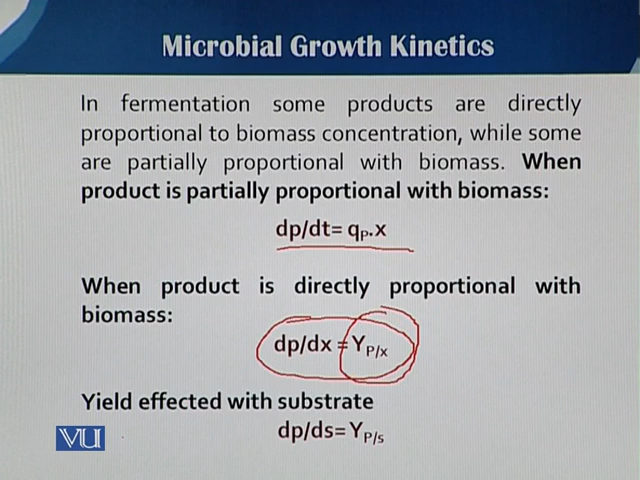 Microbial Growth Kinetics
In fermentation some products are directly
proportional to biomass concentration, while some
are partially proportional with biomass. When
product is partially proportional with biomass:
dp/dt= qₚ.x
When product is directly proportional with
biomass:
dp/dx = Y_P/x
Yield effected with substrate
dp/ds= Y_P/s
VU